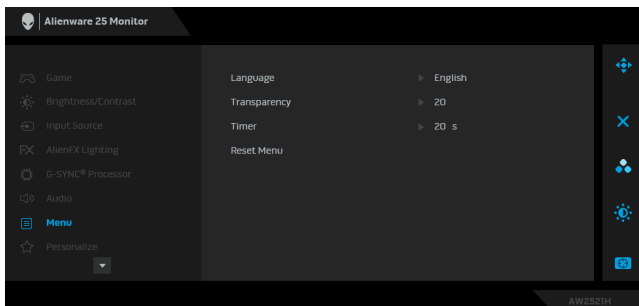 Alienware 25 Monitor
Game
Brightness/Contrast
Input Source
AlienFX Lighting
G-SYNC® Processor
Audio
Menu
Personalize
Language English
Transparency 20
Timer 20 s
Reset Menu
AW2521H